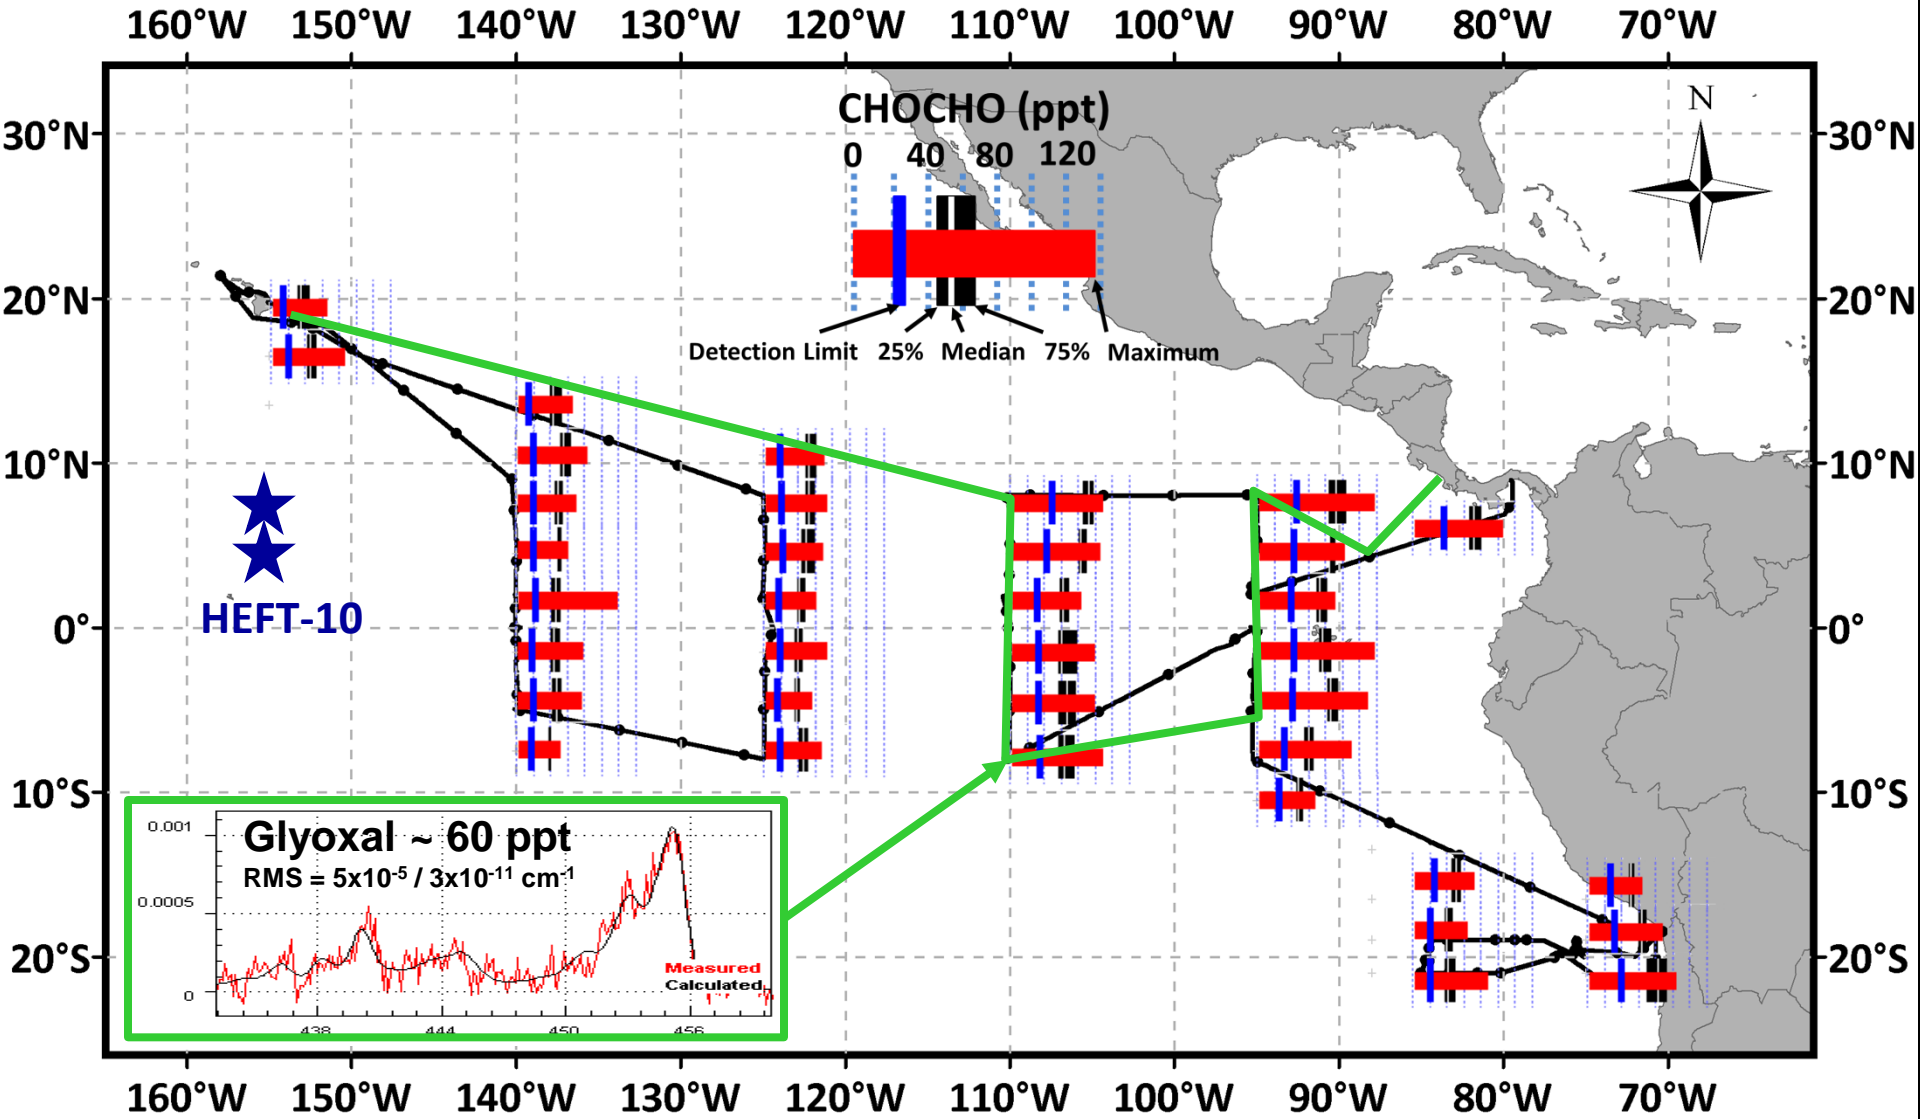 160°W 150°W 140°W 130°W 120°W 110°W 100°W 90°W 80°W 70°W
N
CHOCHO (ppt)
30°N 30°N
0 40 80 120
20°N 20°N
Detection Limit 25% Median 75% Maximum
10°N 10°N
HEFT-10
0° 0°
10°S 10°S
0.001
Glyoxal ~ 60 ppt
RMS = 5x10⁻⁵ / 3x10⁻¹¹ cm⁻¹
0.0005
20°S 20°S
Measured
Calculated
0
438 444 450 456
160°W 150°W 140°W 130°W 120°W 110°W 100°W 90°W 80°W 70°W